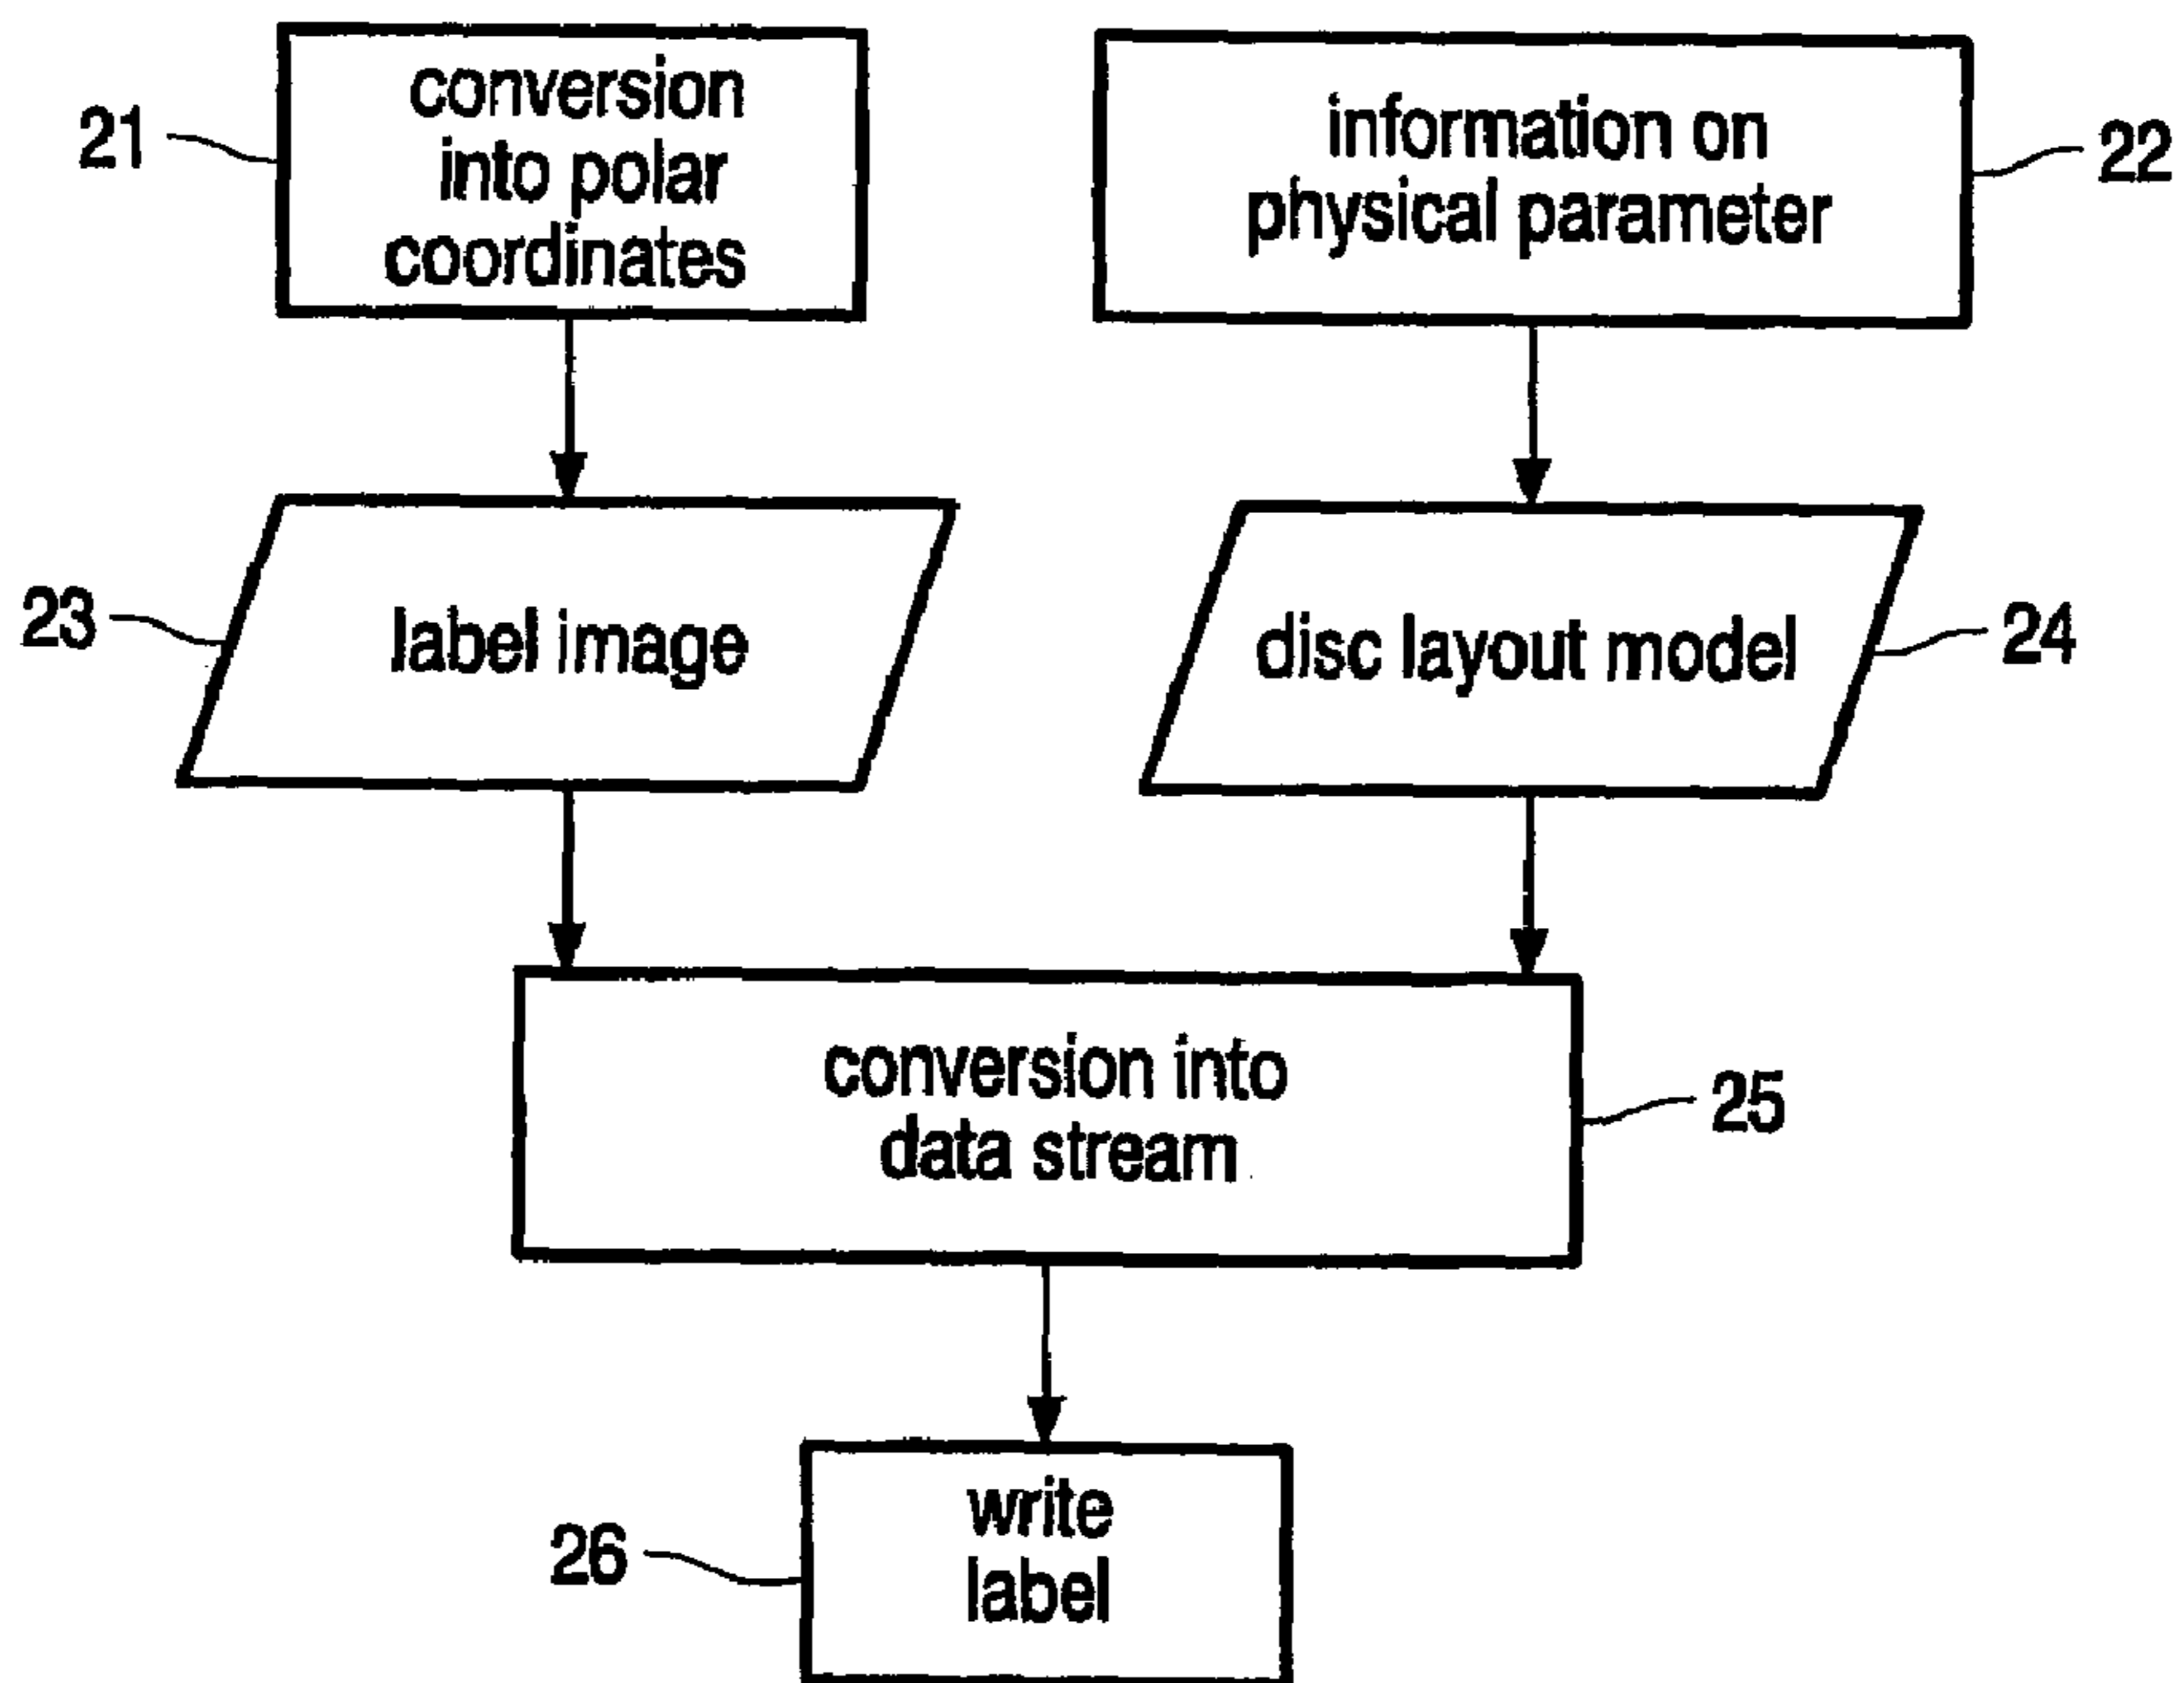 21
conversion
into polar
coordinates
information on
physical parameter
22
23
label image
disc layout model
24
conversion into
data stream
25
26
write
label